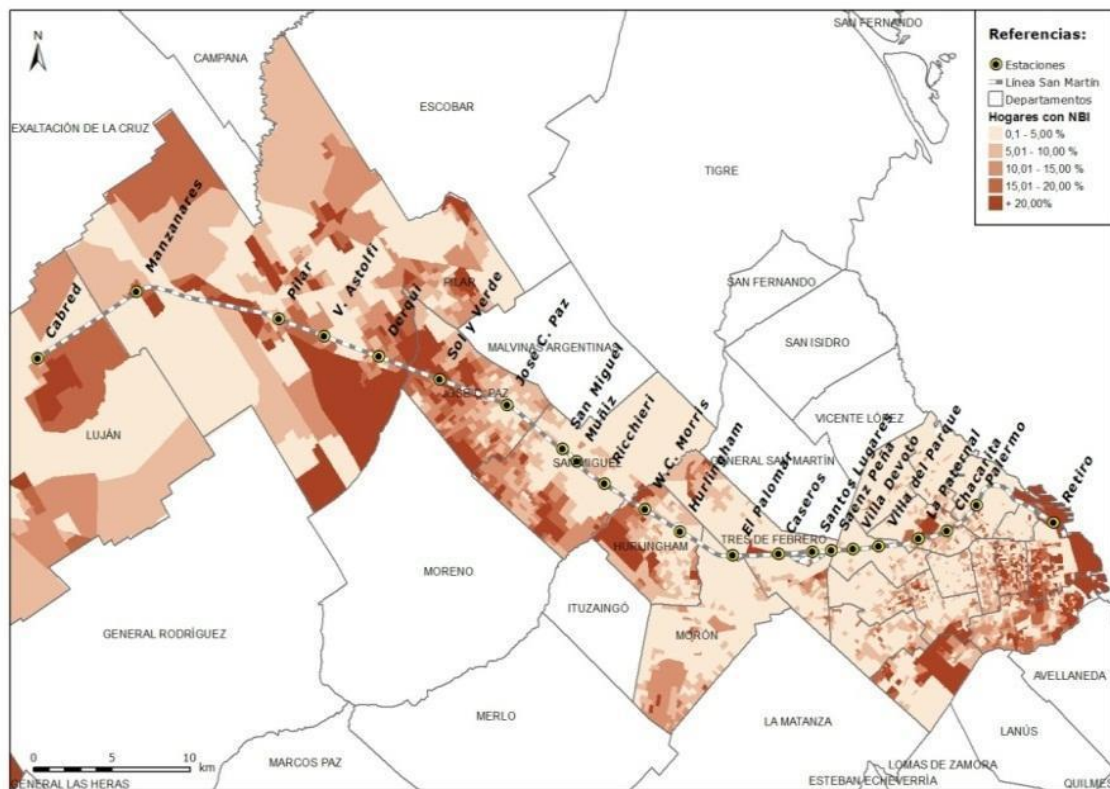 N
SAN FERNANDO
CAMPANA
ESCOBAR
EXALTACIÓN DE LA CRUZ
TIGRE
Referencias:
Estaciones
Línea San Martín
Departamentos
Hogares con NBI
0,1 - 5,00 %
5,01 - 10,00 %
10,01 - 15,00 %
15,01 - 20,00 %
+ 20,00%
Cabred
Manzanares
Pilar
V. Astolfi
Derqui
Sol y Verde
José C. Paz
San Miguel
Muñiz
Ricchieri
W.C. Morris
Hurlingham
El Palomar
Caseros
Santos Lugares
Saenz Peña
Villa Devoto
Villa del Parque
La Paternal
Chacarita
Palermo
Retiro
PILAR
SAN FERNANDO
MALVINAS ARGENTINAS
SAN ISIDRO
JOSÉ C. PAZ
VICENTE LÓPEZ
LUJÁN
SAN MIGUEL
GENERAL SAN MARTÍN
HURLINGHAM
TRES DE FEBRERO
MORENO
ITUZAINGÓ
GENERAL RODRÍGUEZ
MORÓN
AVELLANEDA
MERLO
LA MATANZA
LANÚS
MARCOS PAZ
LOMAS DE ZAMORA
GENERAL LAS HERAS
ESTEBAN ECHEVERRÍA
QUILMES
0 5 10
km